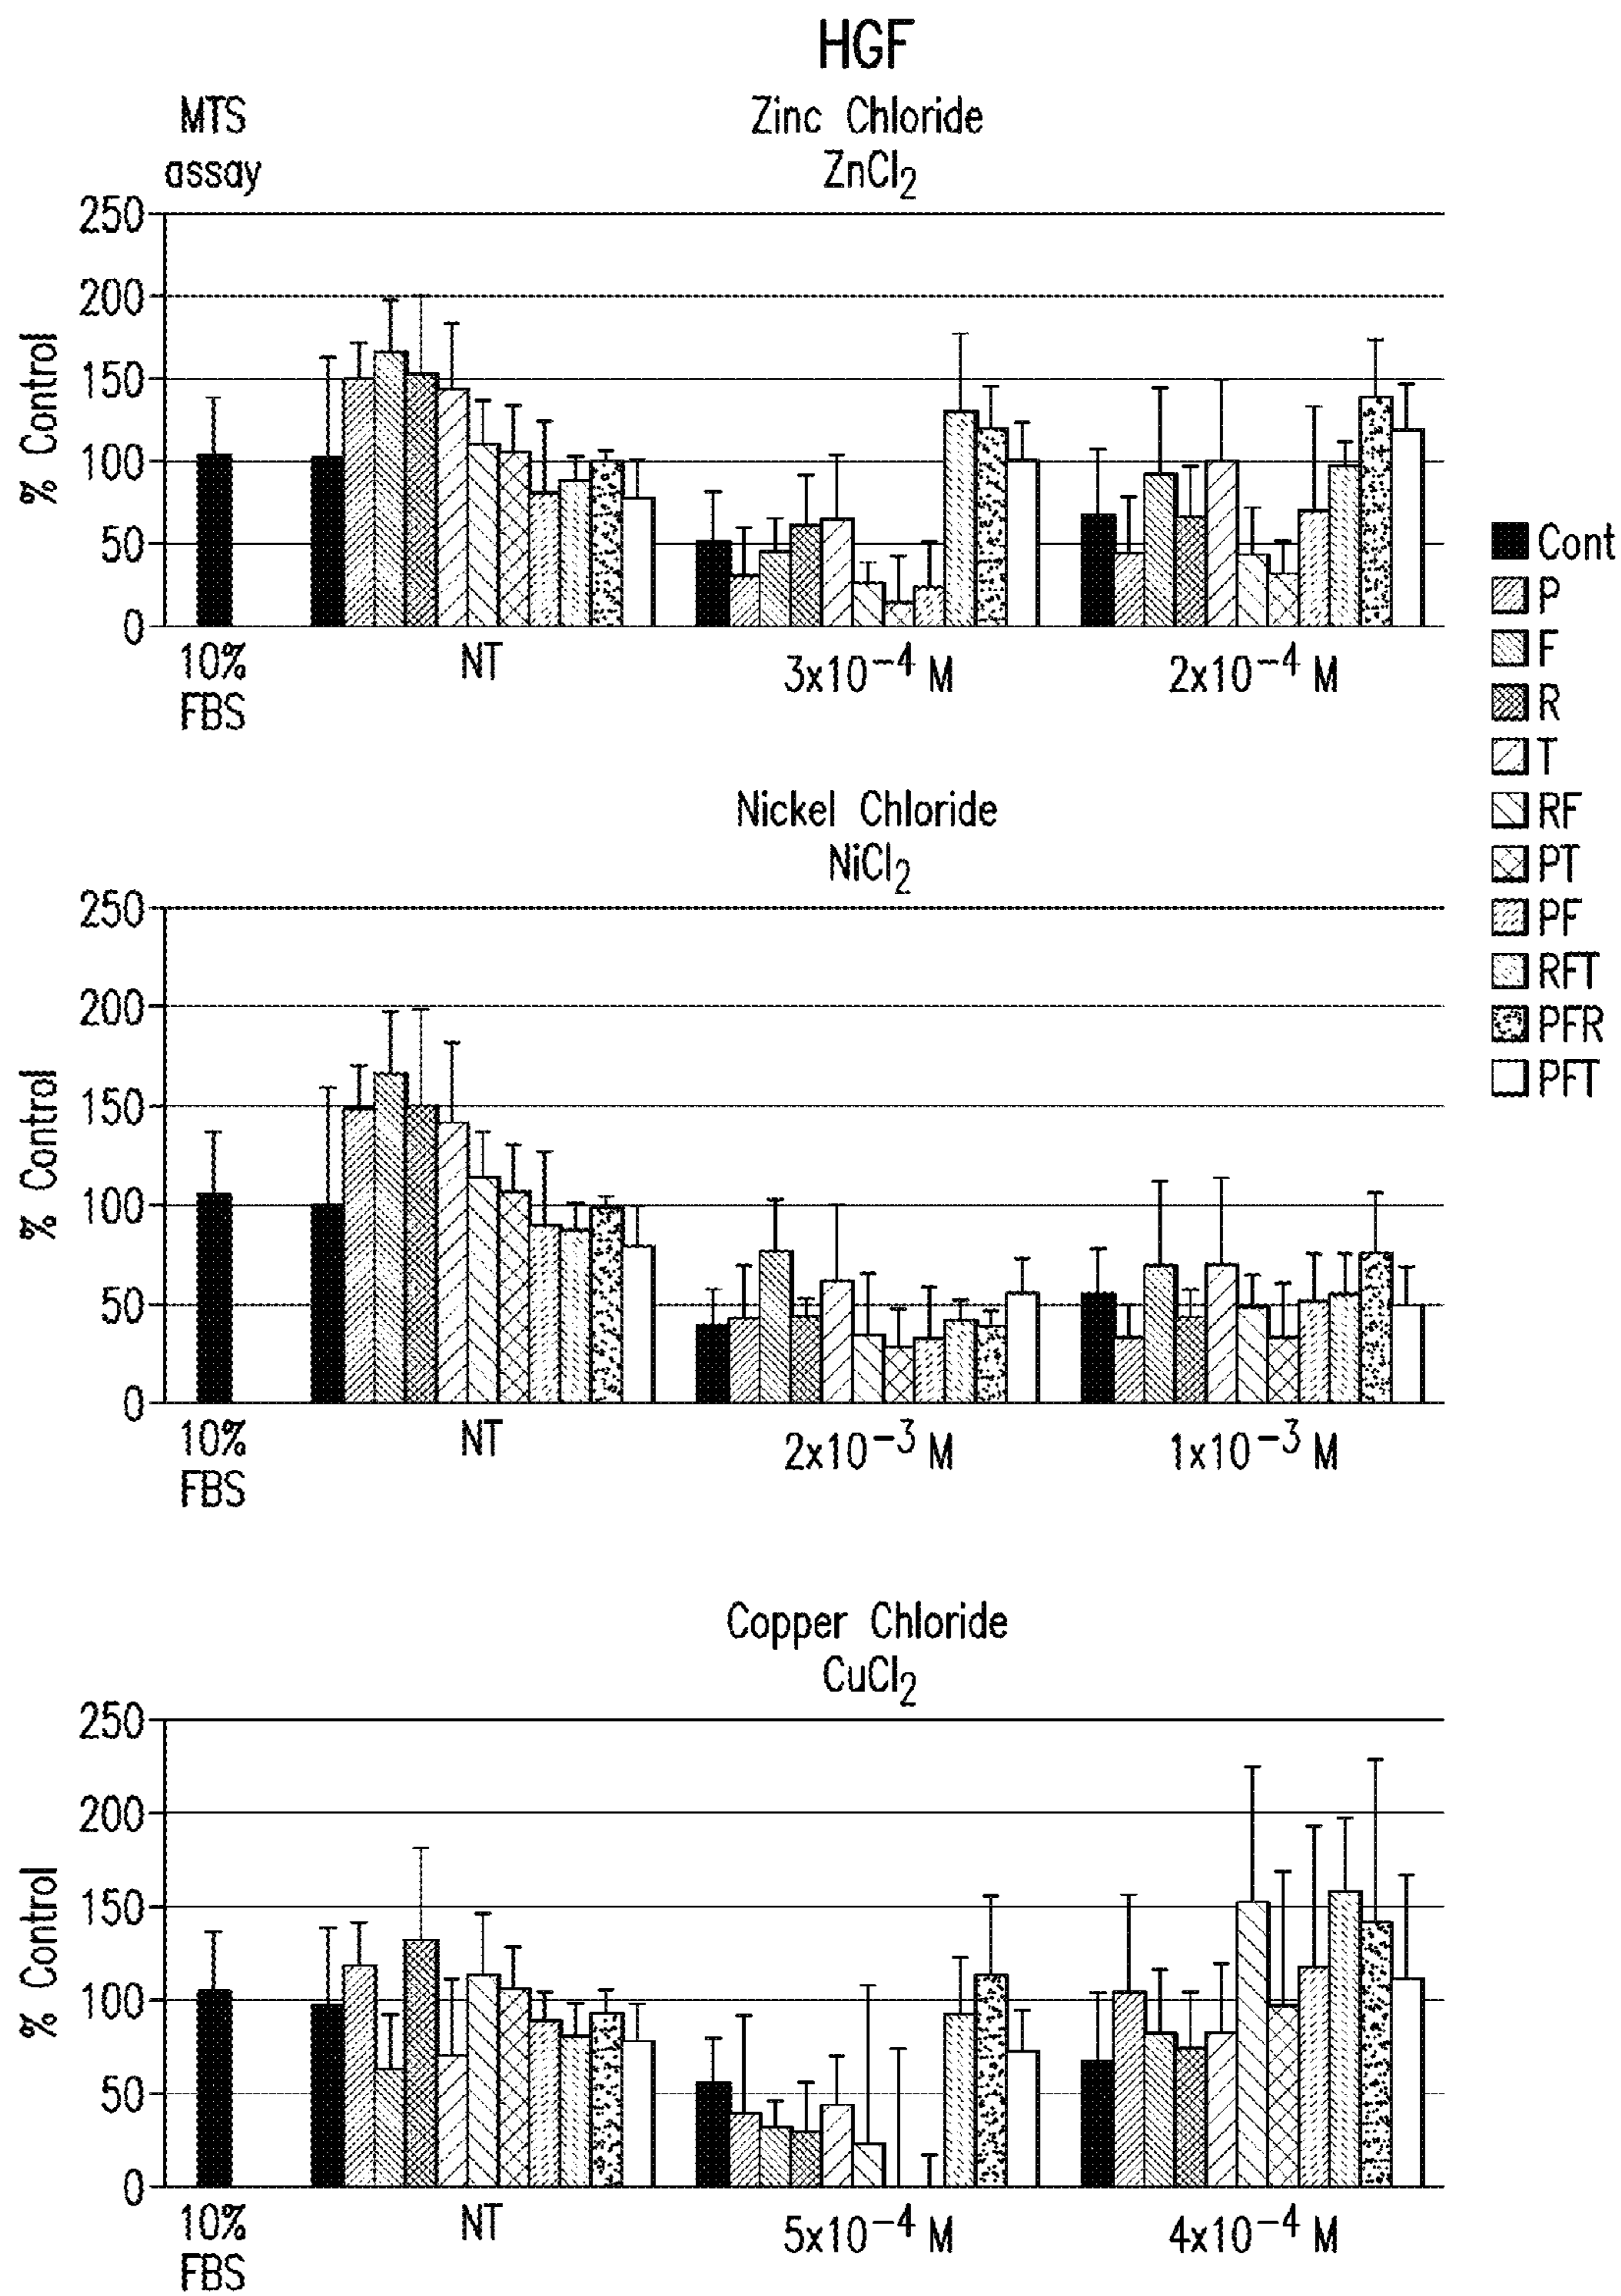 HGF
MTS
assay
Zinc Chloride
ZnCl₂
250
200
150
100
50
0
% Control
10%
FBS
NT
3x10⁻⁴ M
2x10⁻⁴ M
Cont
P
F
R
T
RF
PT
PF
RFT
PFR
PFT
Nickel Chloride
NiCl₂
250
200
150
100
50
0
% Control
10%
FBS
NT
2x10⁻³ M
1x10⁻³ M
Copper Chloride
CuCl₂
250
200
150
100
50
0
% Control
10%
FBS
NT
5x10⁻⁴ M
4x10⁻⁴ M